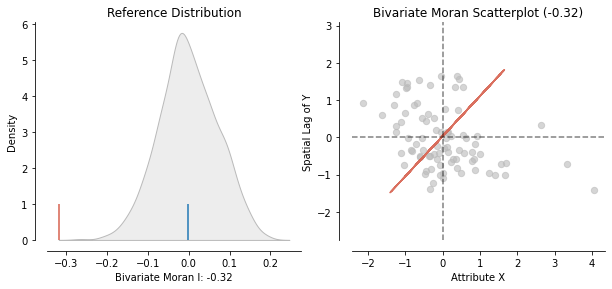 Reference Distribution
Density
6
5
4
3
2
1
0
−0.3 −0.2 −0.1 0.0 0.1 0.2
Bivariate Moran I: -0.32
Bivariate Moran Scatterplot (-0.32)
Spatial Lag of Y
3
2
1
0
−1
−2
−2 −1 0 1 2 3 4
Attribute X